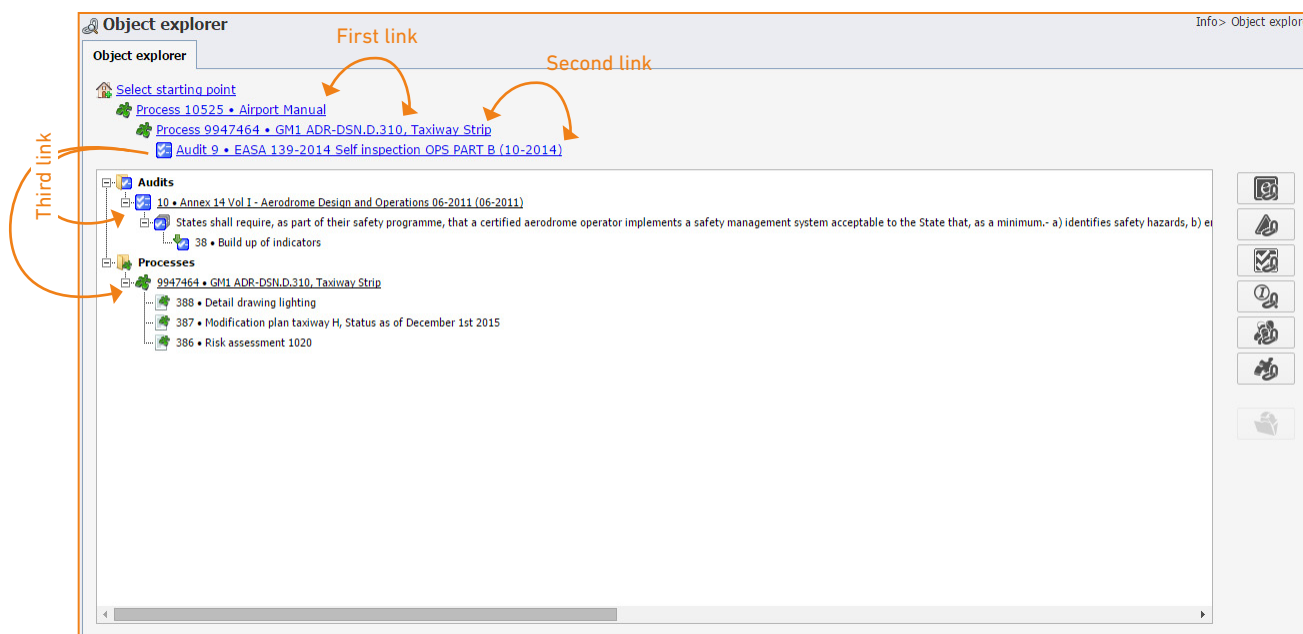 Object explorer
Info> Object explor
First link
Object explorer
Second link
Select starting point
Process 10525 • Airport Manual
Process 9947464 • GM1 ADR-DSN.D.310, Taxiway Strip
Audit 9 • EASA 139-2014 Self inspection OPS PART B (10-2014)
Third link
Audits
10 • Annex 14 Vol I - Aerodrome Design and Operations 06-2011 (06-2011)
States shall require, as part of their safety programme, that a certified aerodrome operator implements a safety management system acceptable to the State that, as a minimum.- a) identifies safety hazards, b) e
38 • Build up of indicators
Processes
9947464 • GM1 ADR-DSN.D.310, Taxiway Strip
388 • Detail drawing lighting
387 • Modification plan taxiway H, Status as of December 1st 2015
386 • Risk assessment 1020